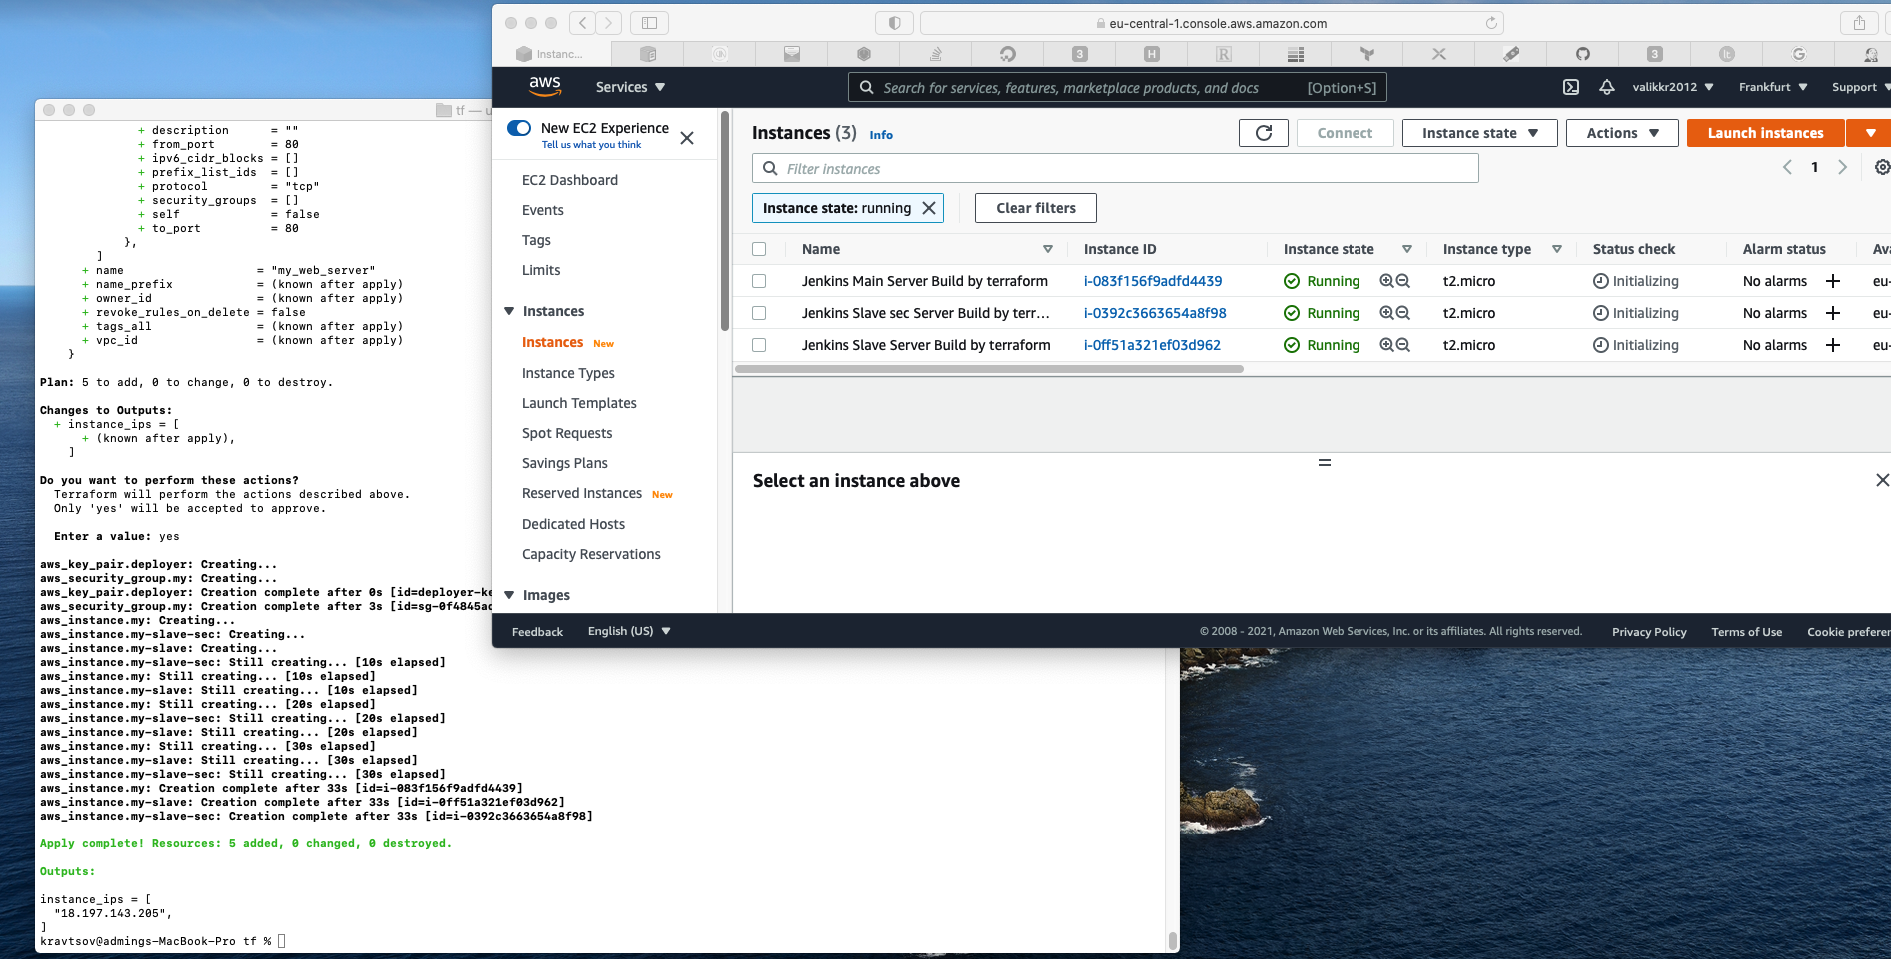 tf — u
+ description = ""
+ from_port = 80
+ ipv6_cidr_blocks = []
+ prefix_list_ids = []
+ protocol = "tcp"
+ security_groups = []
+ self = false
+ to_port = 80
},
]
+ name = "my_web_server"
+ name_prefix = (known after apply)
+ owner_id = (known after apply)
+ revoke_rules_on_delete = false
+ tags_all = (known after apply)
+ vpc_id = (known after apply)
}
Plan: 5 to add, 0 to change, 0 to destroy.
Changes to Outputs:
+ instance_ips = [
+ (known after apply),
]
Do you want to perform these actions?
Terraform will perform the actions described above.
Only 'yes' will be accepted to approve.
Enter a value: yes
aws_key_pair.deployer: Creating...
aws_security_group.my: Creating...
aws_key_pair.deployer: Creation complete after 0s [id=deployer-ke
aws_security_group.my: Creation complete after 3s [id=sg-0f4845ac
aws_instance.my: Creating...
aws_instance.my-slave-sec: Creating...
aws_instance.my-slave: Creating...
aws_instance.my-slave-sec: Still creating... [10s elapsed]
aws_instance.my: Still creating... [10s elapsed]
aws_instance.my-slave: Still creating... [10s elapsed]
aws_instance.my: Still creating... [20s elapsed]
aws_instance.my-slave-sec: Still creating... [20s elapsed]
aws_instance.my-slave: Still creating... [20s elapsed]
aws_instance.my: Still creating... [30s elapsed]
aws_instance.my-slave: Still creating... [30s elapsed]
aws_instance.my-slave-sec: Still creating... [30s elapsed]
aws_instance.my: Creation complete after 33s [id=i-083f156f9adfd4439]
aws_instance.my-slave: Creation complete after 33s [id=i-0ff51a321ef03d962]
aws_instance.my-slave-sec: Creation complete after 33s [id=i-0392c3663654a8f98]
Apply complete! Resources: 5 added, 0 changed, 0 destroyed.
Outputs:
instance_ips = [
"18.197.143.205",
]
kravtsov@admings-MacBook-Pro tf %
eu-central-1.console.aws.amazon.com
Instanc...
3
H
R
3
lt
G
aws Services Search for services, features, marketplace products, and docs [Option+S] valikkr2012 Frankfurt Support
New EC2 Experience
Tell us what you think
EC2 Dashboard
Events
Tags
Limits
Instances
Instances New
Instance Types
Launch Templates
Spot Requests
Savings Plans
Reserved Instances New
Dedicated Hosts
Capacity Reservations
Images
Instances (3) Info Connect Instance state Actions Launch instances
Filter instances 1
Instance state: running Clear filters
Name Instance ID Instance state Instance type Status check Alarm status Ava
Jenkins Main Server Build by terraform i-083f156f9adfd4439 Running t2.micro Initializing No alarms + eu-
Jenkins Slave sec Server Build by terr... i-0392c3663654a8f98 Running t2.micro Initializing No alarms + eu-
Jenkins Slave Server Build by terraform i-0ff51a321ef03d962 Running t2.micro Initializing No alarms + eu-
Select an instance above
Feedback English (US) © 2008 - 2021, Amazon Web Services, Inc. or its affiliates. All rights reserved. Privacy Policy Terms of Use Cookie preferen